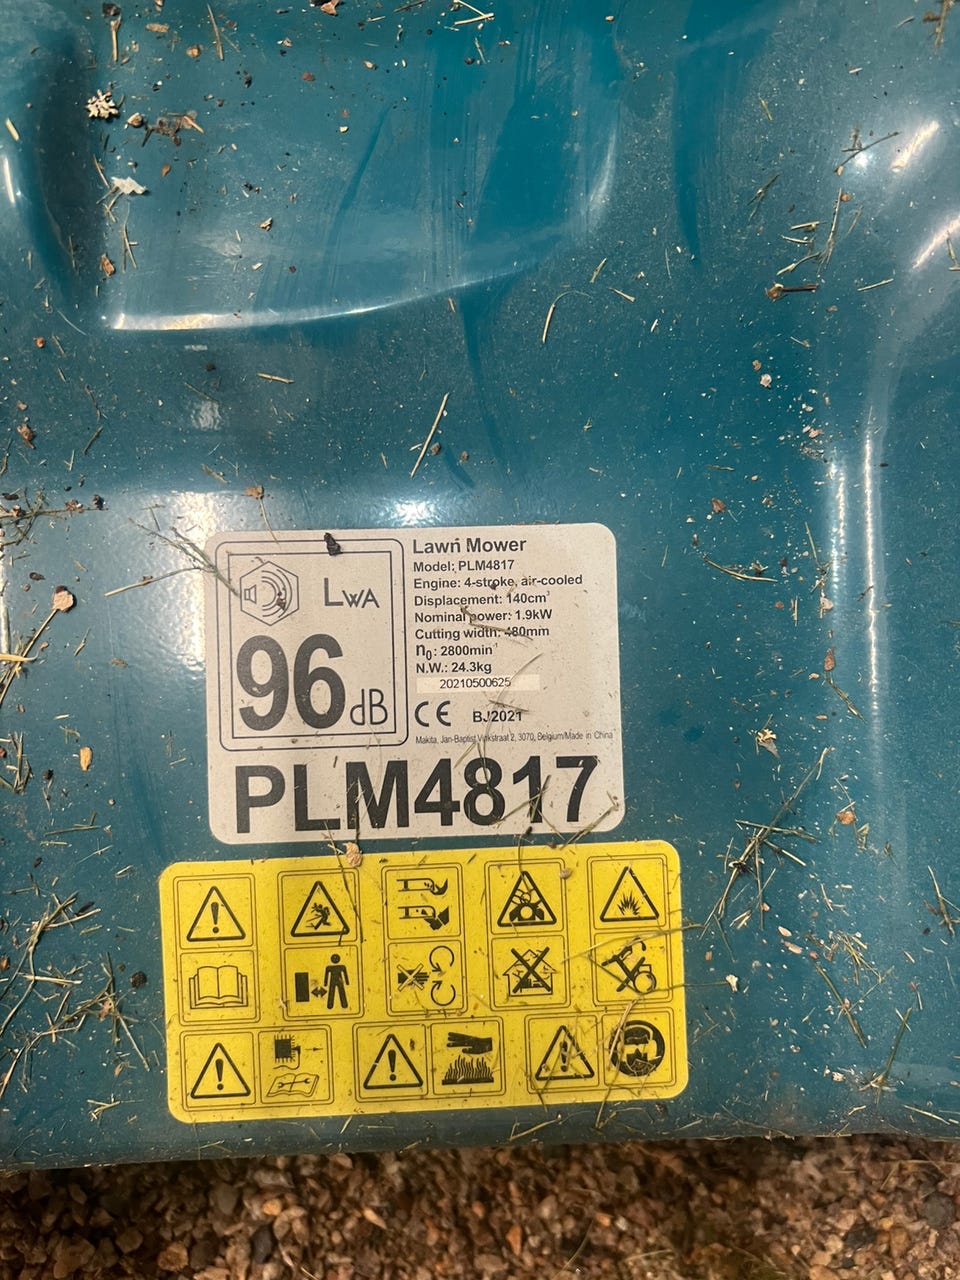 LWA
96 dB
Lawn Mower
Model: PLM4817
Engine: 4-stroke, air-cooled
Displacement: 140cm³
Nominal power: 1.9kW
Cutting width: 480mm
n₀: 2800min⁻¹
N.W.: 24.3kg
20210500625
CE BJ2021
Makita, Jan-Baptist Vinkstraat 2, 3070, Belgium/Made in China
PLM4817